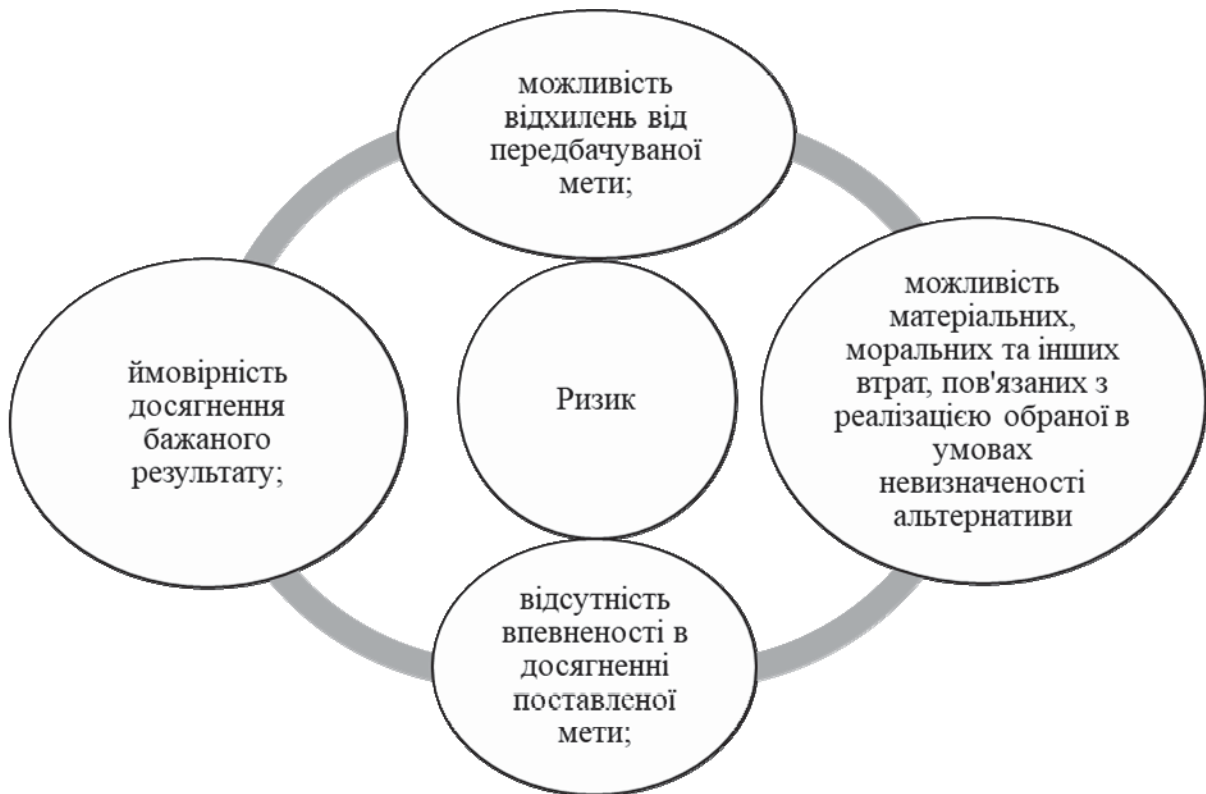 можливість
відхилень від
передбачуваної
мети;
можливість
матеріальних,
моральних та інших
втрат, пов'язаних з
реалізацією обраної в
умовах
невизначеності
альтернативи
ймовірність
досягнення
бажаного
результату;
Ризик
відсутність
впевненості в
досягненні
поставленої
мети;